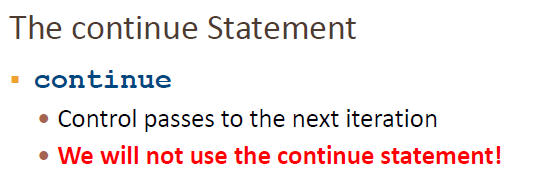 The continue Statement
continue
Control passes to the next iteration
We will not use the continue statement!